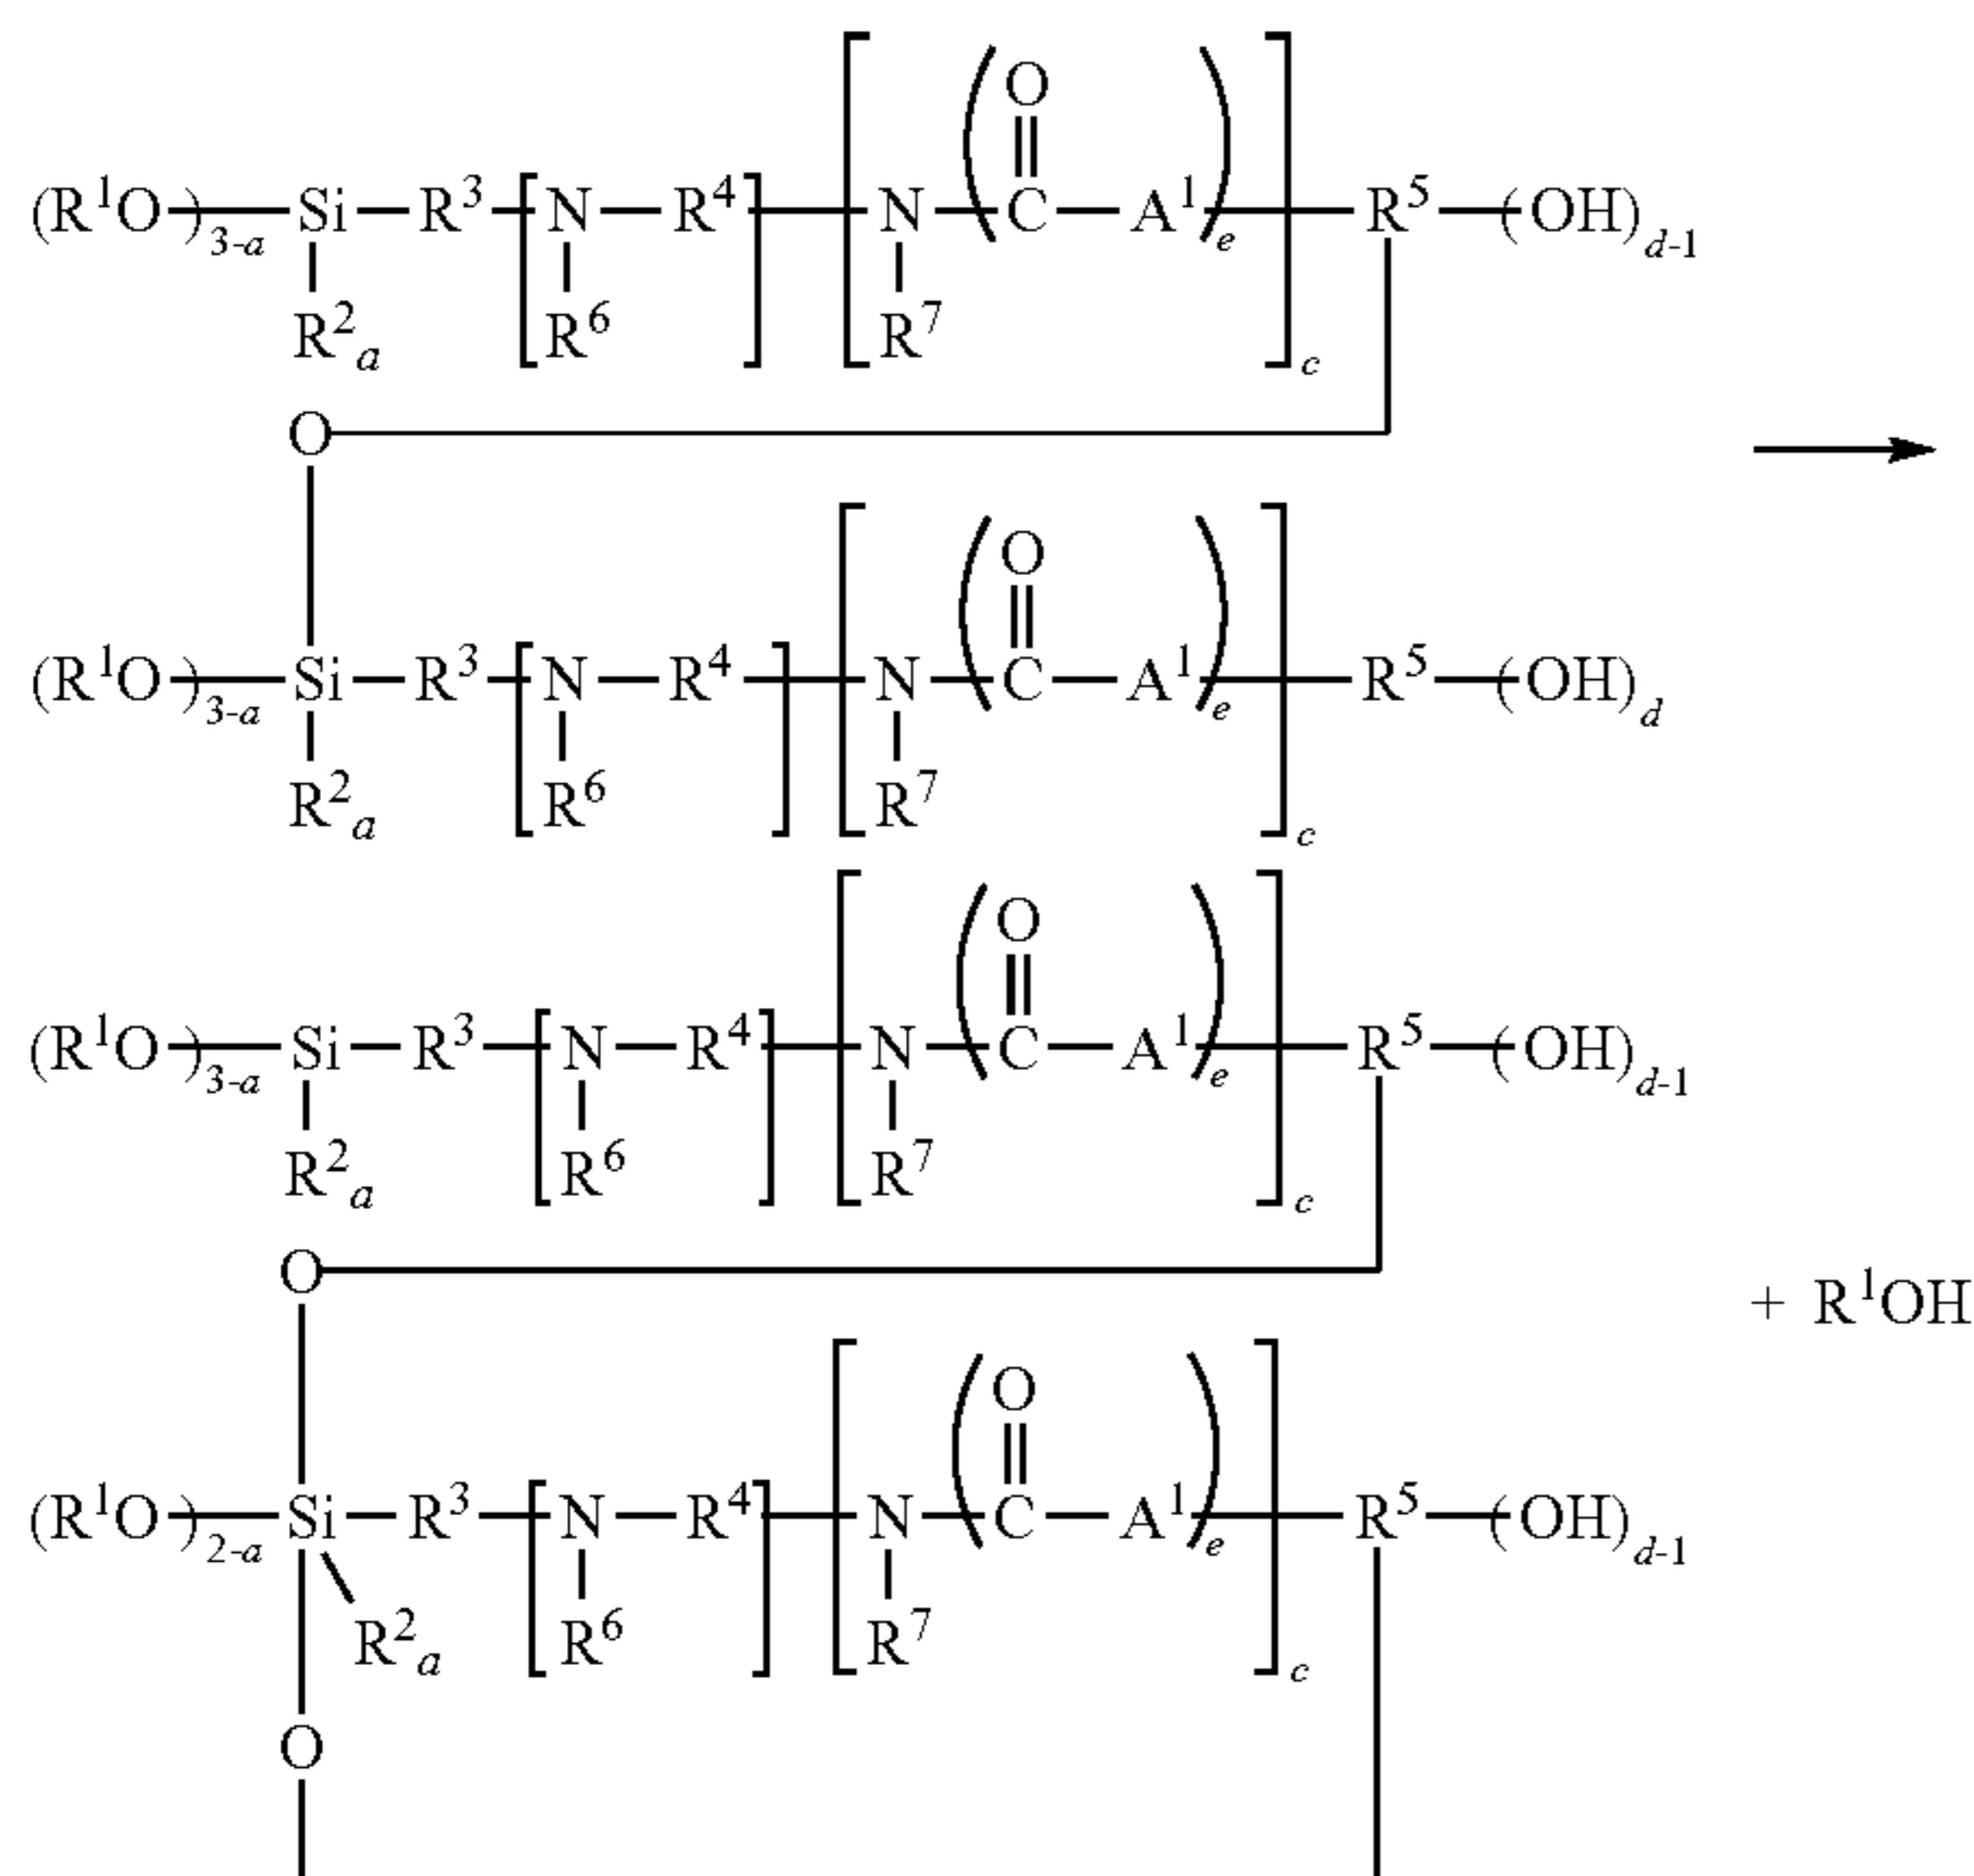 O
(R¹O)₃₋ₐ Si R³ [N R⁴] [N (C A¹)ₑ]c R⁵ (OH)d-1
R²ₐ R⁶ R⁷
O
O
(R¹O)₃₋ₐ Si R³ [N R⁴] [N (C A¹)ₑ]c R⁵ (OH)d
R²ₐ R⁶ R⁷
O
(R¹O)₃₋ₐ Si R³ [N R⁴] [N (C A¹)ₑ]c R⁵ (OH)d-1
R²ₐ R⁶ R⁷
O
+ R¹OH
O
(R¹O)₂₋ₐ Si R³ [N R⁴] [N (C A¹)ₑ]c R⁵ (OH)d-1
R²ₐ R⁶ R⁷
O